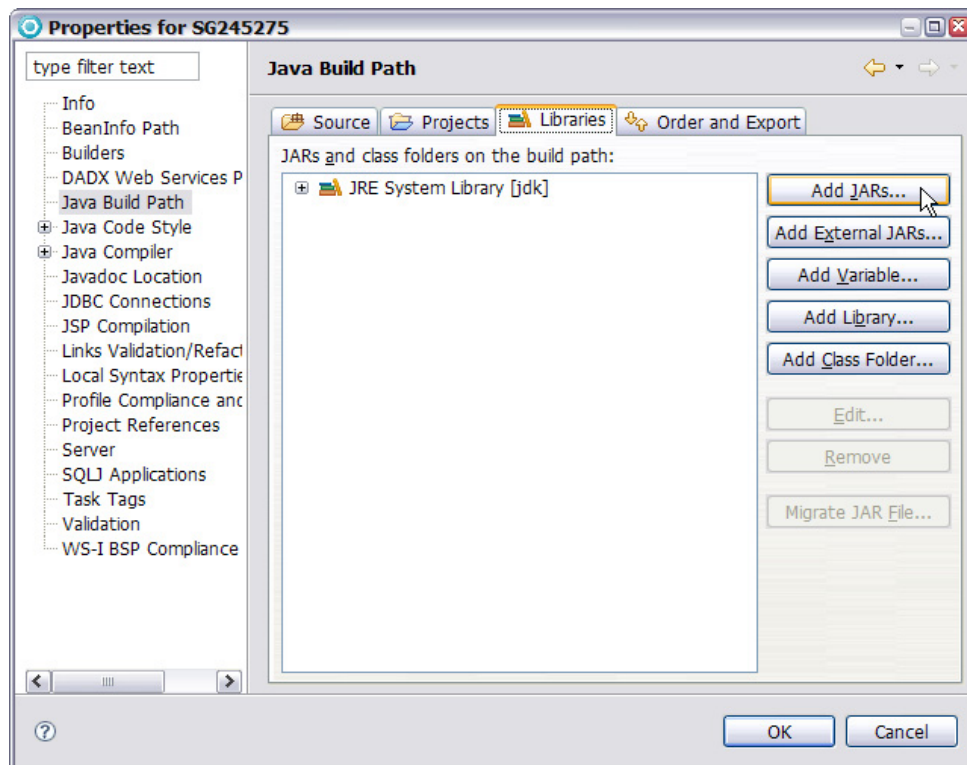 Properties for SG245275
type filter text
Info
BeanInfo Path
Builders
DADX Web Services P
Java Build Path
Java Code Style
Java Compiler
Javadoc Location
JDBC Connections
JSP Compilation
Links Validation/Refact
Local Syntax Propertie
Profile Compliance and
Project References
Server
SQLJ Applications
Task Tags
Validation
WS-I BSP Compliance
Java Build Path
Source Projects Libraries Order and Export
JARs and class folders on the build path:
JRE System Library [jdk]
Add JARs...
Add External JARs...
Add Variable...
Add Library...
Add Class Folder...
Edit...
Remove
Migrate JAR File...
?
OK Cancel